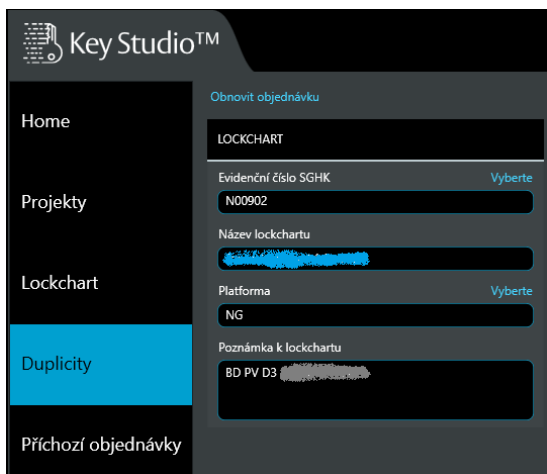 Key Studio™
Home
Projekty
Lockchart
Duplicity
Příchozí objednávky
Obnovit objednávku
LOCKCHART
Evidenční číslo SGHK Vyberte
N00902
Název lockchartu
Platforma Vyberte
NG
Poznámka k lockchartu
BD PV D3